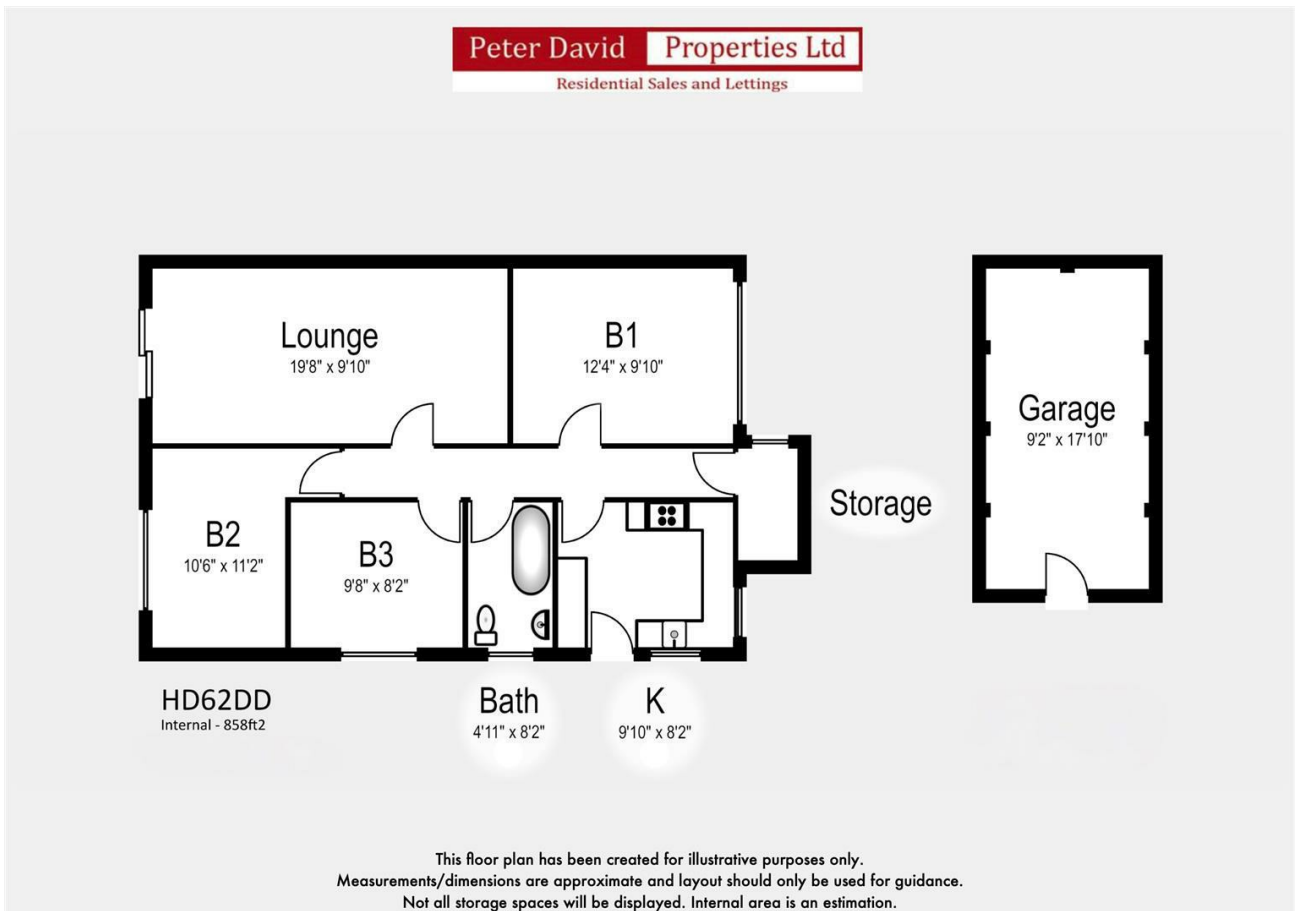 Peter David Properties Ltd
Residential Sales and Lettings
Lounge
19'8" x 9'10"
B1
12'4" x 9'10"
Garage
9'2" x 17'10"
Storage
B2
10'6" x 11'2"
B3
9'8" x 8'2"
HD62DD
Internal - 858ft2
Bath
4'11" x 8'2"
K
9'10" x 8'2"
This floor plan has been created for illustrative purposes only.
Measurements/dimensions are approximate and layout should only be used for guidance.
Not all storage spaces will be displayed. Internal area is an estimation.